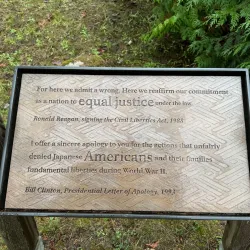 For here we admit a wrong. Here we reaffirm our commitment
as a nation to equal justice under the law.
Ronald Reagan, signing the Civil Liberties Act, 1988
I offer a sincere apology to you for the actions that unfairly
denied Japanese Americans and their families
fundamental liberties during World War II.
Bill Clinton, Presidential Letter of Apology, 1993